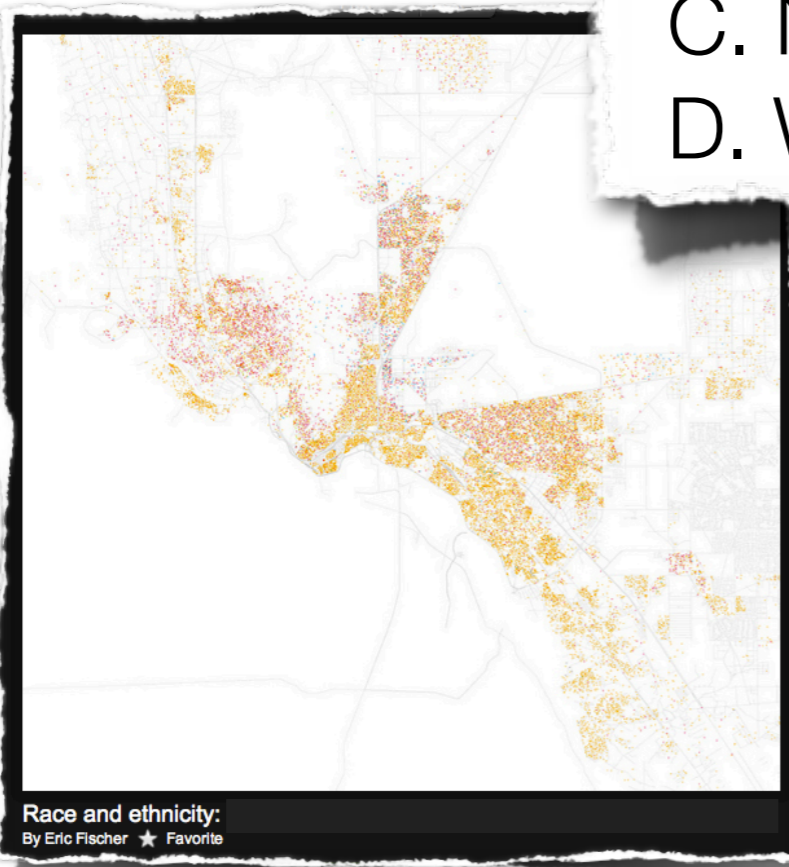 C.
D.
Race and ethnicity:
By Eric Fischer ★ Favorite